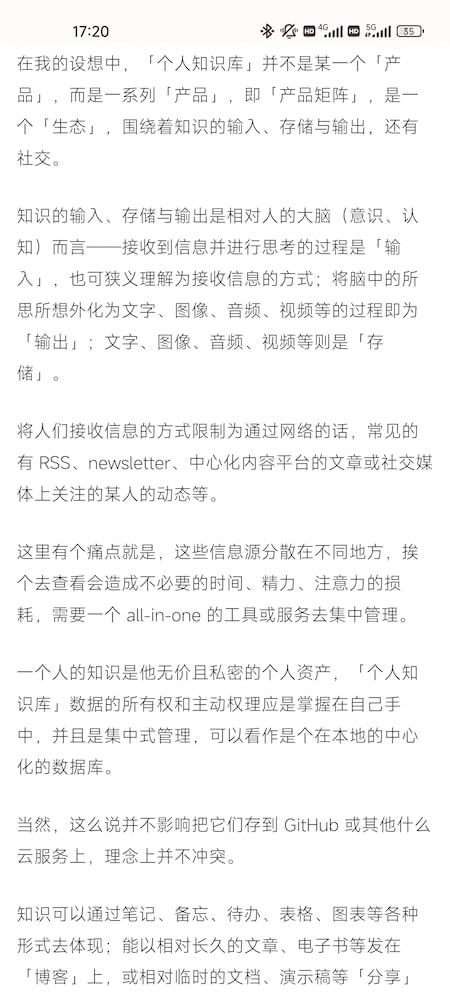 17:20
4G
5G
HD
HD
35
在我的设想中，「个人知识库」并不是某一个「产
品」，而是一系列「产品」，即「产品矩阵」，是一
个「生态」，围绕着知识的输入、存储与输出，还有
社交。
知识的输入、存储与输出是相对人的大脑（意识、认
知）而言——接收到信息并进行思考的过程是「输
入」，也可狭义理解为接收信息的方式；将脑中的所
思所想外化为文字、图像、音频、视频等的过程即为
「输出」；文字、图像、音频、视频等则是「存
储」。
将人们接收信息的方式限制为通过网络的话，常见的
有 RSS、newsletter、中心化内容平台的文章或社交媒
体上关注的某人的动态等。
这里有个痛点就是，这些信息源分散在不同地方，挨
个去查看会造成不必要的时间、精力、注意力的损
耗，需要一个 all-in-one 的工具或服务去集中管理。
一个人的知识是他无价且私密的个人资产，「个人知
识库」数据的所有权和主动权理应是掌握在自己手
中，并且是集中式管理，可以看作是个在本地的中心
化的数据库。
当然，这么说并不影响把它们存到 GitHub 或其他什么
云服务上，理念上并不冲突。
知识可以通过笔记、备忘、待办、表格、图表等各种
形式去体现；能以相对长久的文章、电子书等发在
「博客」上，或相对临时的文档、演示稿等「分享」